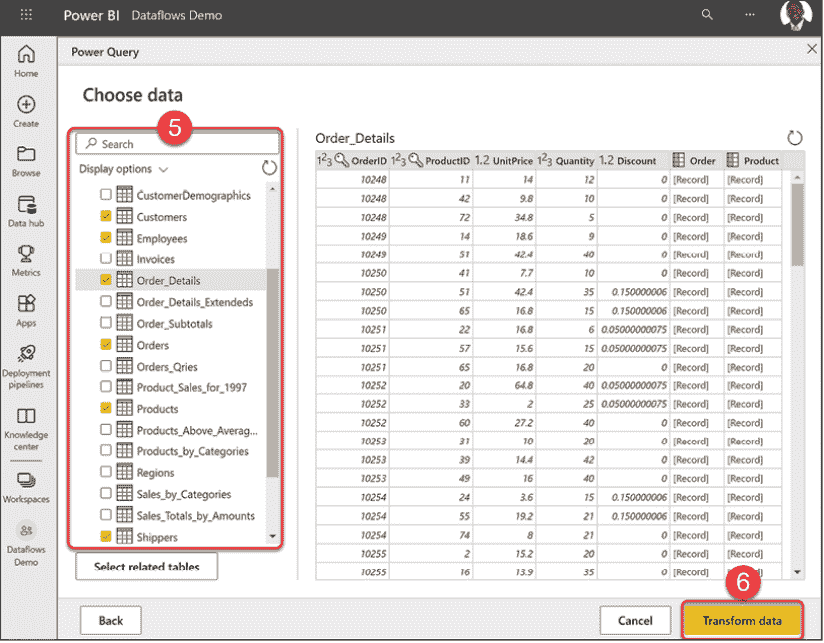 Power BI Dataflows Demo
Power Query
Choose data
5
Search
Display options
CustomerDemographics
Customers
Employees
Invoices
Order_Details
Order_Details_Extendeds
Order_Subtotals
Orders
Orders_Qries
Product_Sales_for_1997
Products
Products_Above_Averag...
Products_by_Categories
Regions
Sales_by_Categories
Sales_Totals_by_Amounts
Shippers
Select related tables
Home
Create
Browse
Data hub
Metrics
Apps
Deployment
pipelines
Knowledge
center
Workspaces
Dataflows
Demo
Order_Details
1²3 OrderID 1²3 ProductID 1.2 UnitPrice 1²3 Quantity 1.2 Discount Order Product
10248 11 14 12 0 [Record] [Record]
10248 42 9.8 10 0 [Record] [Record]
10248 72 34.8 5 0 [Record] [Record]
10249 14 18.6 9 0 [Record] [Record]
10249 51 42.4 40 0 [Record] [Record]
10250 41 7.7 10 0 [Record] [Record]
10250 51 42.4 35 0.150000006 [Record] [Record]
10250 65 16.8 15 0.150000006 [Record] [Record]
10251 22 16.8 6 0.0500000075 [Record] [Record]
10251 57 15.6 15 0.0500000075 [Record] [Record]
10251 65 16.8 20 0 [Record] [Record]
10252 20 64.8 40 0.0500000075 [Record] [Record]
10252 33 2 25 0.0500000075 [Record] [Record]
10252 60 27.2 40 0 [Record] [Record]
10253 31 10 20 0 [Record] [Record]
10253 39 14.4 42 0 [Record] [Record]
10253 49 16 40 0 [Record] [Record]
10254 24 3.6 15 0.150000006 [Record] [Record]
10254 55 19.2 21 0.150000006 [Record] [Record]
10254 74 8 21 0 [Record] [Record]
10255 2 15.2 20 0 [Record] [Record]
10255 16 13.9 35 0 [Record] [Record]
6
Back
Cancel
Transform data